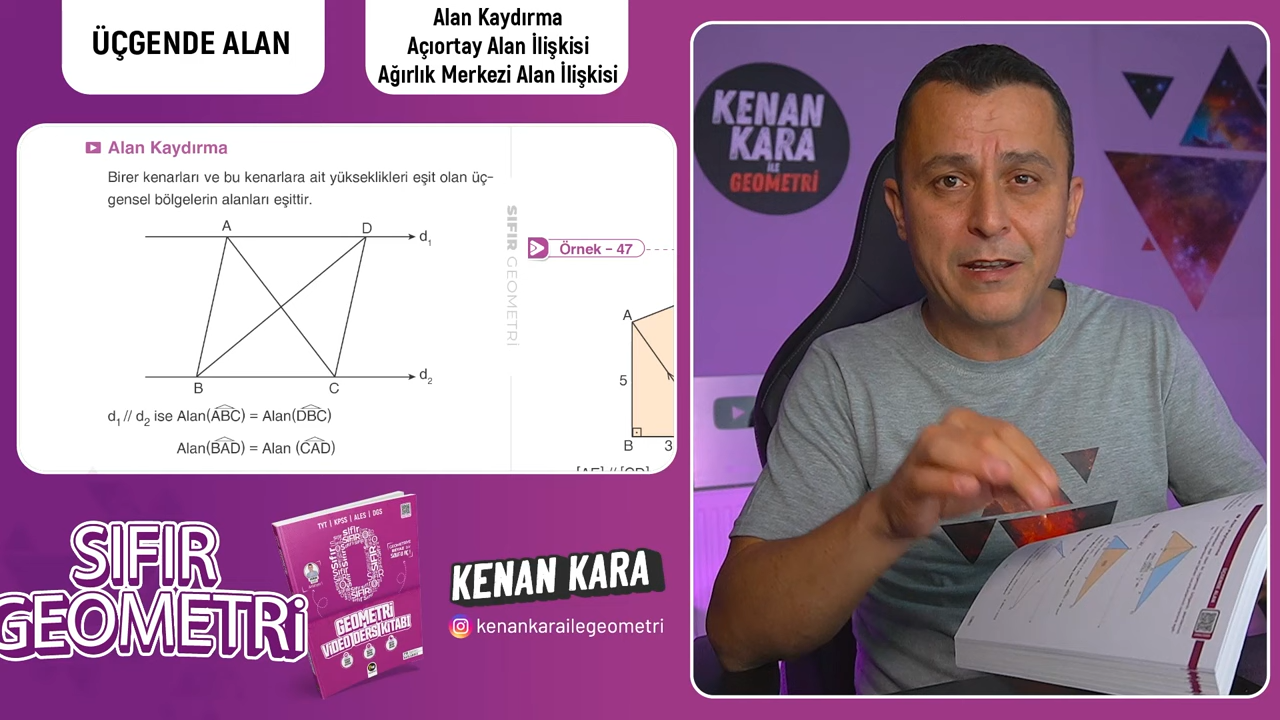 ÜÇGENDE ALAN
Alan Kaydırma
Açıortay Alan İlişkisi
Ağırlık Merkezi Alan İlişkisi
Alan Kaydırma
Birer kenarları ve bu kenarlara ait yükseklikleri eşit olan üç-
gensel bölgelerin alanları eşittir.
A
D
d1
B
C
d2
d1 // d2 ise Alan(ABC) = Alan(DBC)
Alan(BAD) = Alan (CAD)
SIFIR GEOMETRİ
Örnek - 47
A
5
B
3
SIFIR
GEOMETRİ
TYT | KPSS | ALES | DGS
sıfır
GEOMETRİ
VİDEO DERS KİTABI
KENAN KARA
kenankarailegeometri
KENAN
KARA
İLE
GEOMETRİ